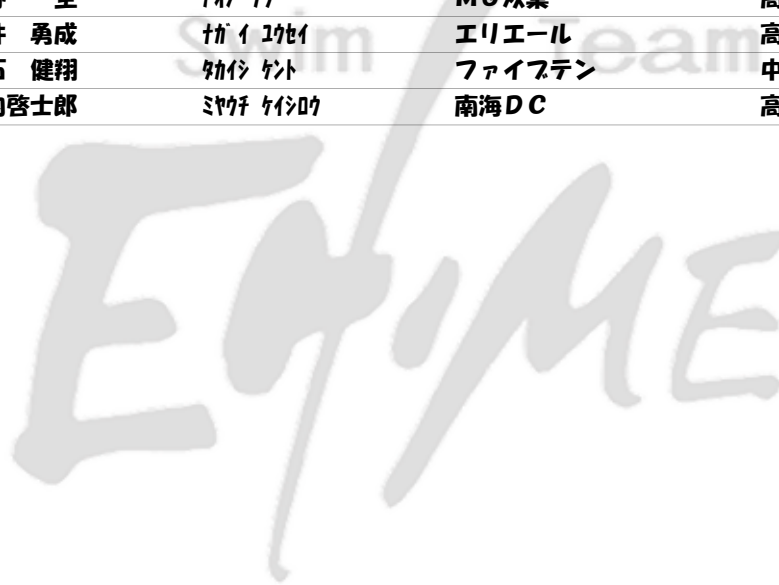 勇成 ﾅｶﾞｲ ﾕｳｾｲ エリエール 高
石 健翔 ﾀｶｲｼ ｹﾝﾄ ファイブテン 中
内啓士郎 ﾐﾔｳﾁ ｹｲｼﾛｳ 南海ＤＣ 高
Swim Team
EHiME